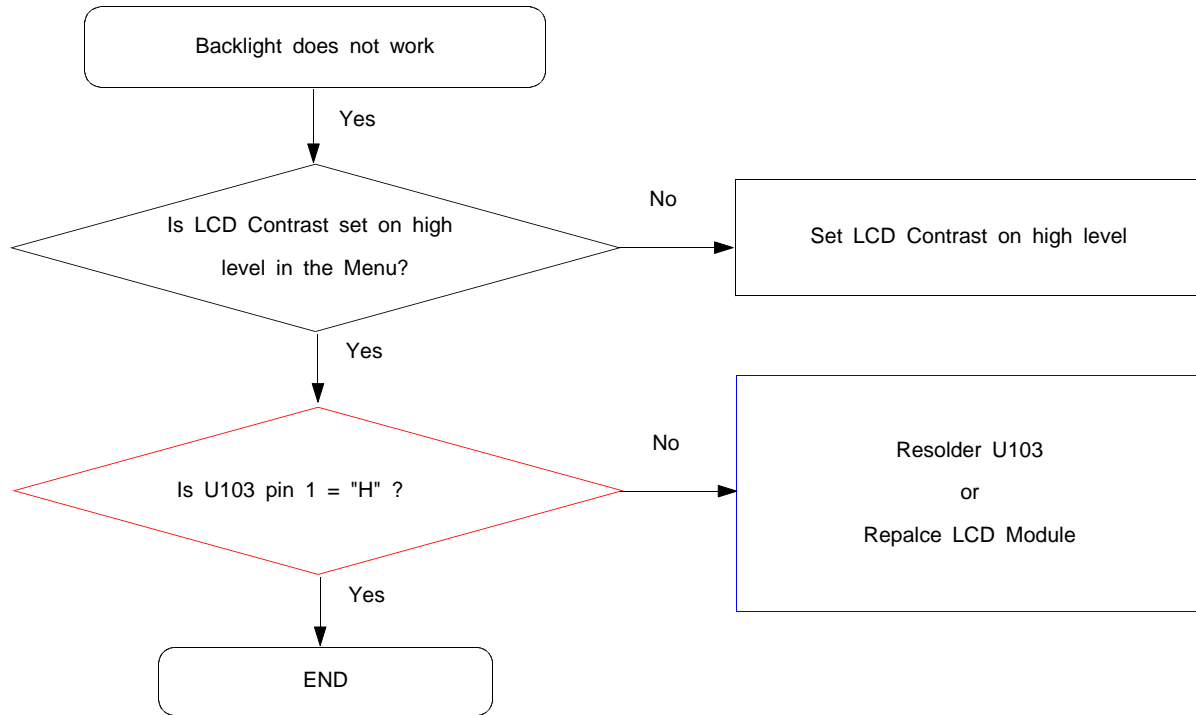 Backlight does not work
Yes
Is LCD Contrast set on high
level in the Menu?
No
Set LCD Contrast on high level
Yes
Is U103 pin 1 = "H" ?
No
Resolder U103
or
Repalce LCD Module
Yes
END